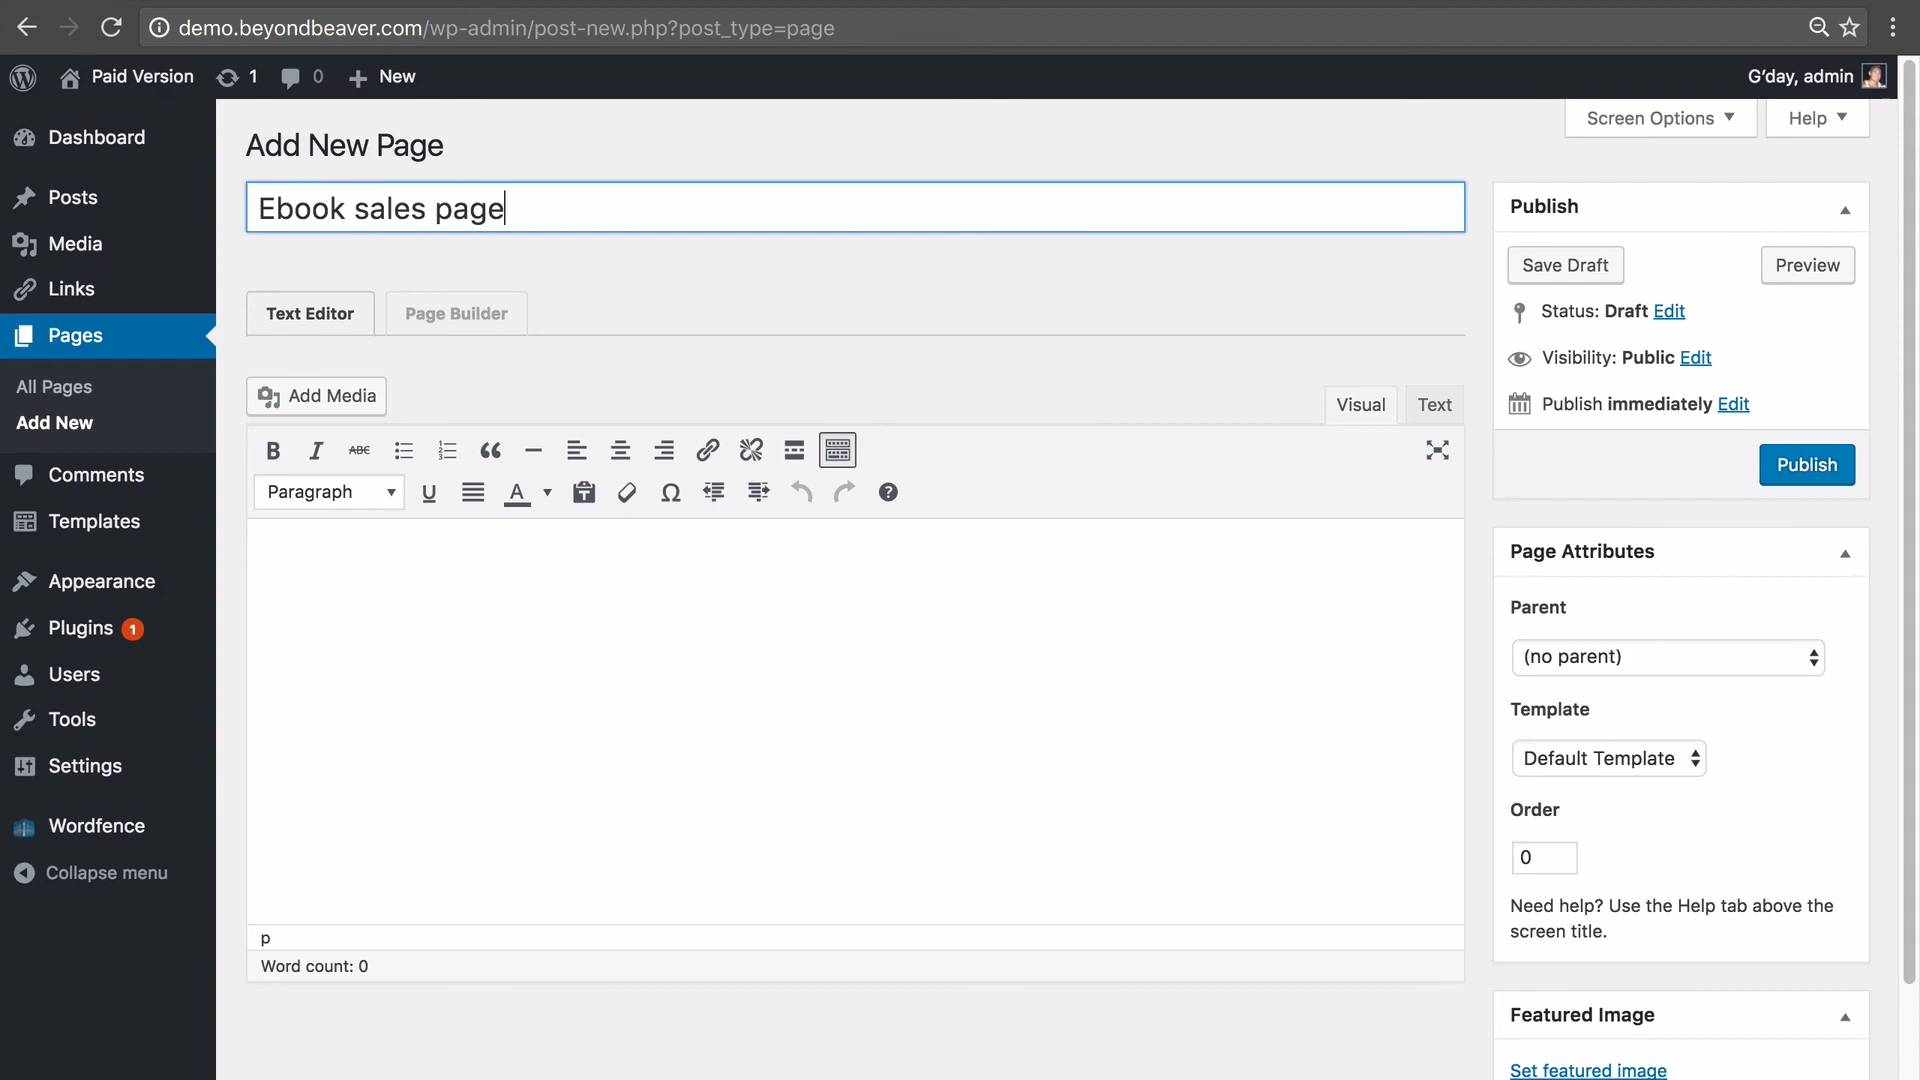 demo.beyondbeaver.com/wp-admin/post-new.php?post_type=page
Paid Version 1 0 + New
G'day, admin
Screen Options
Help
Dashboard
Posts
Media
Links
Pages
All Pages
Add New
Comments
Templates
Appearance
Plugins 1
Users
Tools
Settings
Wordfence
Collapse menu
Add New Page
Ebook sales page
Text Editor
Page Builder
Add Media
Visual
Text
B I ABC
Paragraph
U A Ω
p
Word count: 0
Publish
Save Draft
Preview
Status: Draft Edit
Visibility: Public Edit
Publish immediately Edit
Publish
Page Attributes
Parent
(no parent)
Template
Default Template
Order
0
Need help? Use the Help tab above the
screen title.
Featured Image
Set featured image